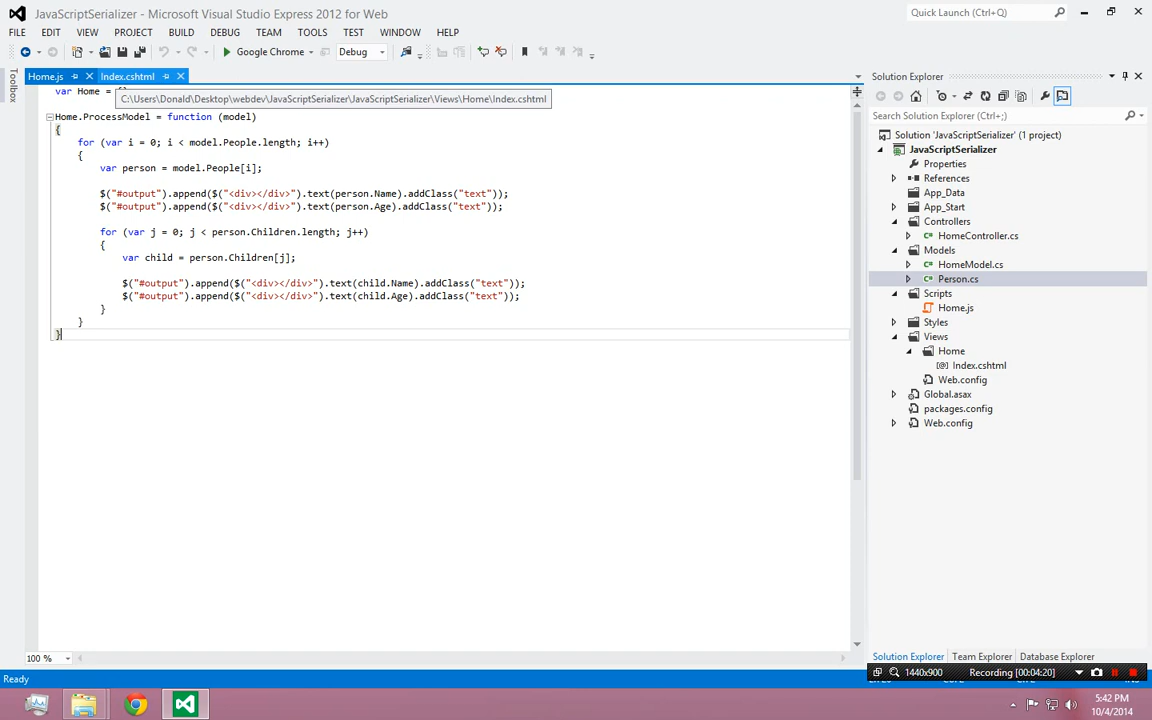 JavaScriptSerializer - Microsoft Visual Studio Express 2012 for Web
Quick Launch (Ctrl+Q)
FILE EDIT VIEW PROJECT BUILD DEBUG TEAM TOOLS TEST WINDOW HELP
Google Chrome Debug
Toolbox
Home.js Index.cshtml
var Home = {
C:\Users\Donald\Desktop\webdev\JavaScriptSerializer\JavaScriptSerializer\Views\Home\Index.cshtml
Home.ProcessModel = function (model)
{
for (var i = 0; i < model.People.length; i++)
{
var person = model.People[i];
$("#output").append($("<div></div>").text(person.Name).addClass("text"));
$("#output").append($("<div></div>").text(person.Age).addClass("text"));
for (var j = 0; j < person.Children.length; j++)
{
var child = person.Children[j];
$("#output").append($("<div></div>").text(child.Name).addClass("text"));
$("#output").append($("<div></div>").text(child.Age).addClass("text"));
}
}
}
100 %
Solution Explorer
Search Solution Explorer (Ctrl+;)
Solution 'JavaScriptSerializer' (1 project)
JavaScriptSerializer
Properties
References
App_Data
App_Start
Controllers
HomeController.cs
Models
HomeModel.cs
Person.cs
Scripts
Home.js
Styles
Views
Home
Index.cshtml
Web.config
Global.asax
packages.config
Web.config
Solution Explorer Team Explorer Database Explorer
1440x900 Recording [00:04:20]
Ready
5:42 PM
10/4/2014